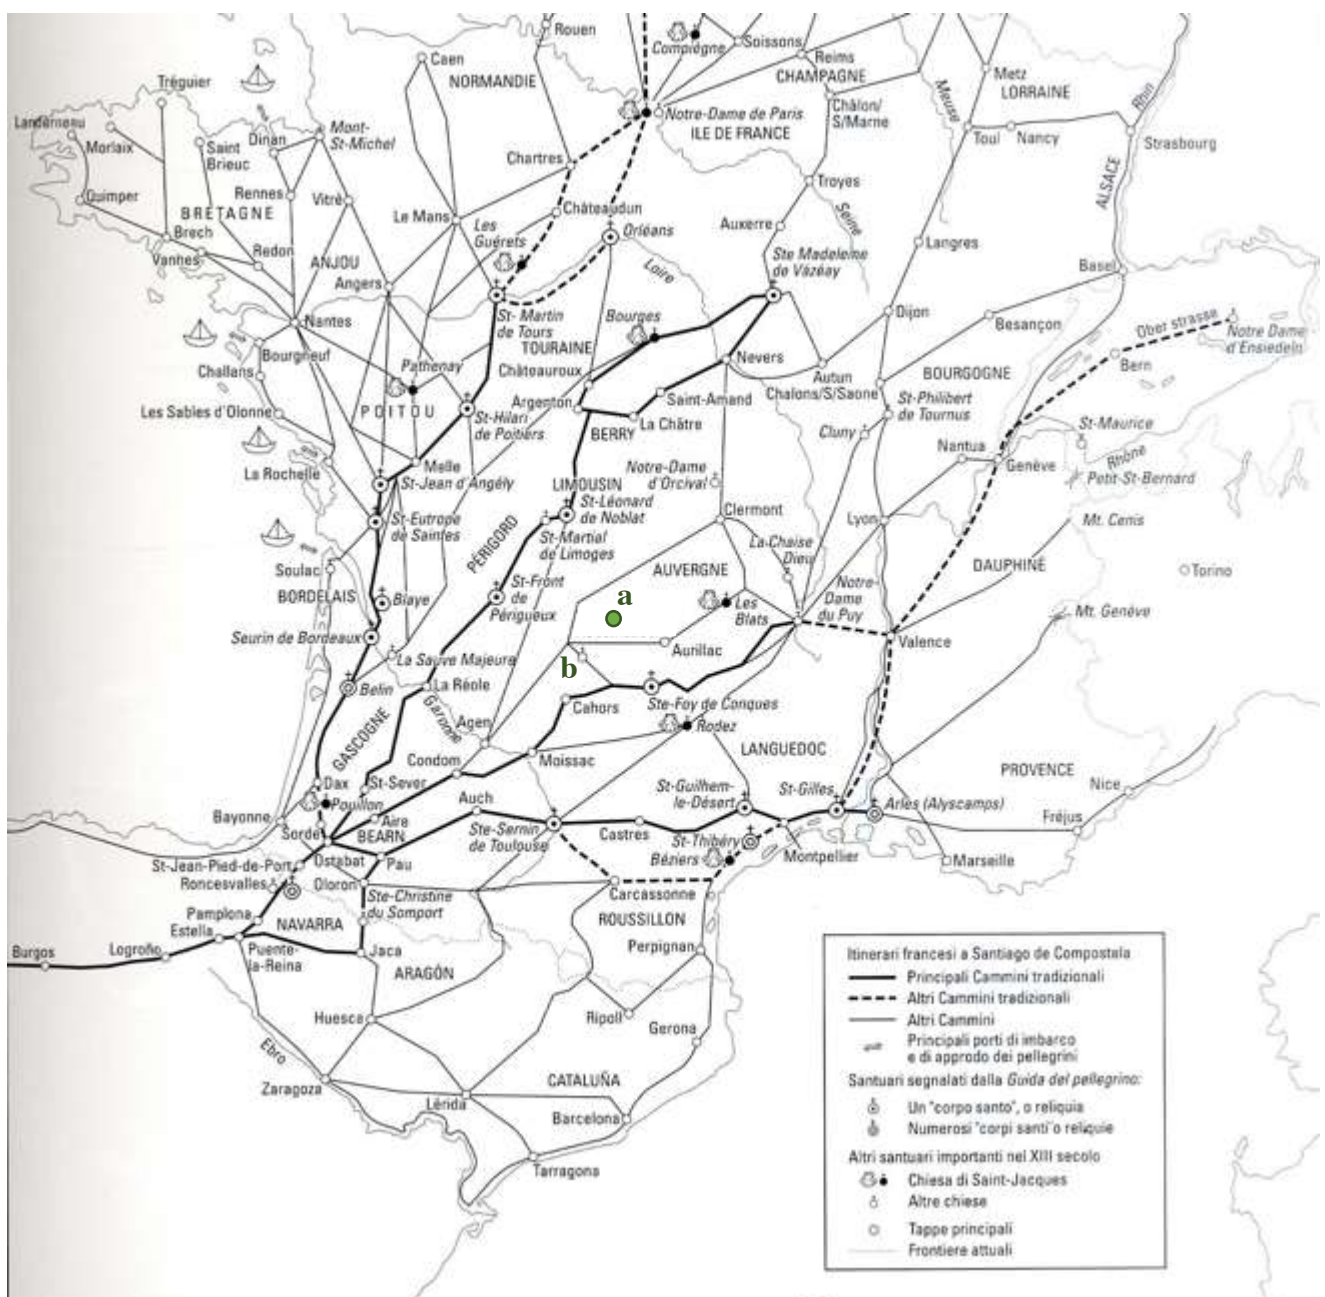 Rouen
Compiègne
Soissons
Reims
Caen
NORMANDIE
CHAMPAGNE
Metz
LORRAINE
Meuse
Rhin
Tréguier
Landerneau
Morlaix
Saint
Brieuc
Dinan
Mont-
St-Michel
Notre-Dame de Paris
ILE DE FRANCE
Châlon/
S/Marne
Toul
Nancy
Strasbourg
ALSACE
Chartres
Troyes
Quimper
BRETAGNE
Rennes
Vitré
Le Mans
Châteaudun
Les
Guérets
Orléans
Auxerre
Seine
Langres
Brech
Vannes
Redon
ANJOU
Angers
Loire
Ste Madeleine
de Vázéay
Basel
Nantes
St- Martin
de Tours
TOURAINE
Bourges
Dijon
Besançon
Ober strasse
Notre Dame
d'Ensiedeln
Bern
Bourgneuf
Challans
Pathenay
Châteauroux
Nevers
Autun
Chalons/S/Saone
BOURGOGNE
Les Sables d'Olonne
POITOU
St-Hilari
de Poitiers
Argenton
BERRY
La Châtre
Saint-Amand
St-Philibert
de Tournus
Cluny
Nantua
Genève
St-Maurice
Rhône
Petit-St-Bernard
La Rochelle
Melle
St-Jean d'Angély
LIMOUSIN
Notre-Dame
d'Orcival
St-Léonard
de Noblat
St-Eutrope
de Saintes
PÉRIGORD
St-Martial
de Limoges
Clermont
La-Chaise
Dieu
Lyon
Mt. Cenis
Soulac
BORDELAIS
Blaye
St-Front
de
Périgueux
a
AUVERGNE
Les
Blats
Notre-
Dame
du Puy
DAUPHINÉ
Torino
Mt. Genève
Seurin de Bordeaux
La Sauve Majeure
b
Aurillac
Valence
Belin
La Réole
Garonne
Agen
Cahors
Ste-Foy de Conques
Rodez
GASCOGNE
Condom
Moissac
LANGUEDOC
PROVENCE
Nice
Dax
St-Sever
Pouillon
Auch
St-Guilhem-
le-Désert
St-Gilles
Arles (Alyscamps)
Fréjus
Bayonne
Sorde
Aire
BEARN
Ste-Sernin
de Toulouse
Castres
St-Thibéry
Béziers
Montpellier
Marseille
St-Jean-Pied-de-Port
Ostabat
Pau
Roncesvalles
Oloron
Ste-Christine
du Somport
Carcassonne
ROUSSILLON
Pamplona
Estella
NAVARRA
Perpignan
Burgos
Logroño
Puente-
la-Reina
Jaca
ARAGÓN
Huesca
Ripoll
Gerona
Ebro
Zaragoza
CATALUÑA
Lérida
Barcelona
Tarragona
Itinerari francesi a Santiago de Compostala
Principali Cammini tradizionali
Altri Cammini tradizionali
Altri Cammini
Principali porti di imbarco
e di approdo dei pellegrini
Santuari segnalati dalla Guida del pellegrino:
Un "corpo santo", o reliquia
Numerosi "corpi santi" o reliquie
Altri santuari importanti nel XIII secolo
Chiesa di Saint-Jacques
Altre chiese
Tappe principali
Frontiere attuali